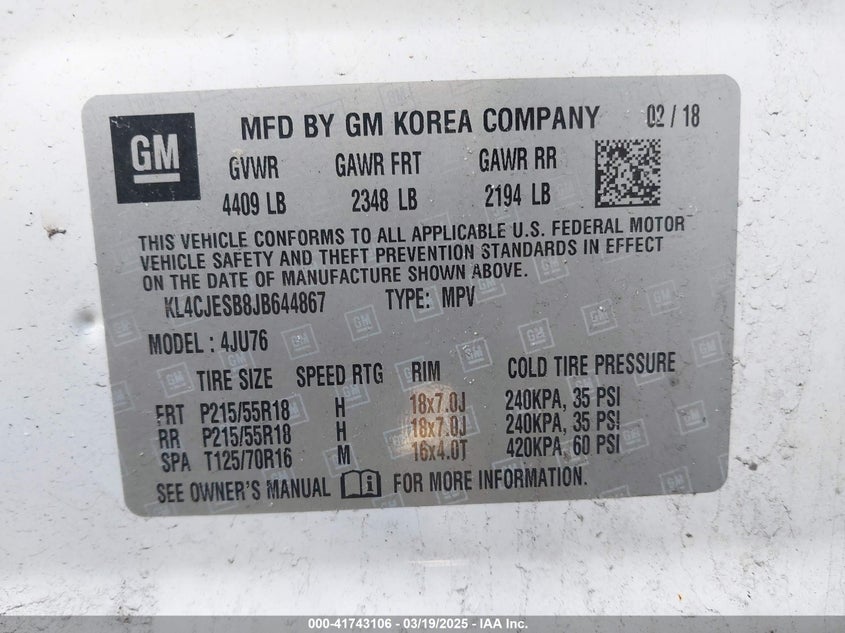 GM
MFD BY GM KOREA COMPANY 02 / 18
GVWR GAWR FRT GAWR RR
4409 LB 2348 LB 2194 LB
THIS VEHICLE CONFORMS TO ALL APPLICABLE U.S. FEDERAL MOTOR
VEHICLE SAFETY AND THEFT PREVENTION STANDARDS IN EFFECT
ON THE DATE OF MANUFACTURE SHOWN ABOVE.
KL4CJESB8JB644867 TYPE: MPV
MODEL : 4JU76
TIRE SIZE SPEED RTG RIM COLD TIRE PRESSURE
FRT P215/55R18 H 18x7.0J 240KPA, 35 PSI
RR P215/55R18 H 18x7.0J 240KPA, 35 PSI
SPA T125/70R16 M 16x4.0T 420KPA, 60 PSI
SEE OWNER'S MANUAL FOR MORE INFORMATION.
000-41743106 - 03/19/2025 - IAA Inc.